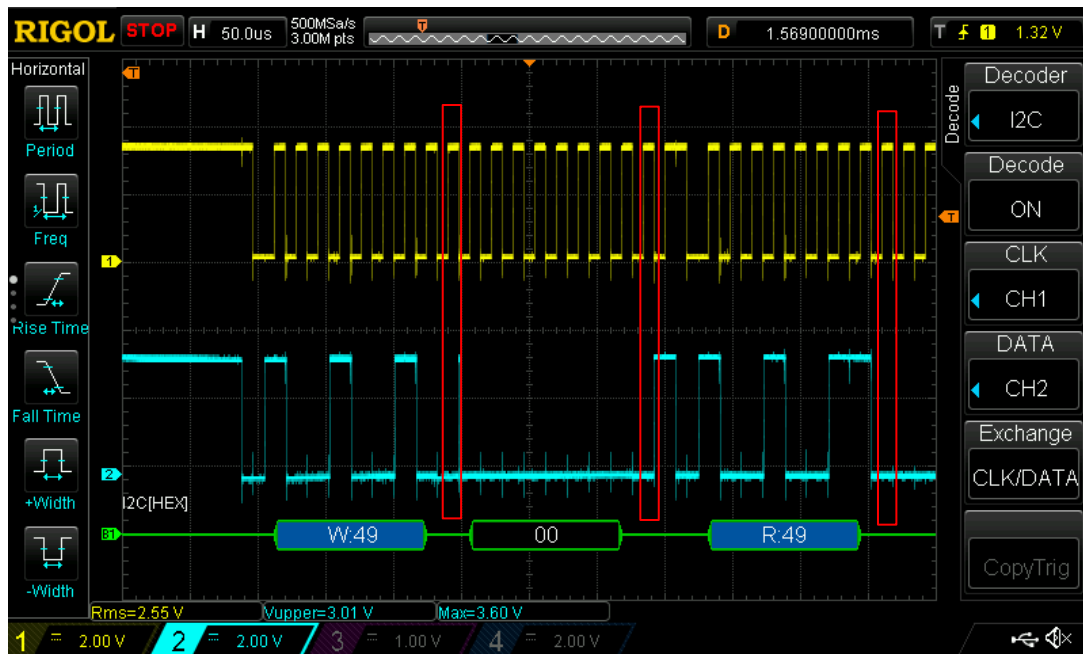 RIGOL STOP H 50.0us 500MSa/s 3.00M pts D 1.56900000ms T 1 1.32 V
Horizontal
Period
Freq
Rise Time
Fall Time
+Width
-Width
T
T
1
2
I2C[HEX]
B1
W:49 00 R:49
T
Decode
Decoder
I2C
Decode
ON
CLK
CH1
DATA
CH2
Exchange
CLK/DATA
CopyTrig
Rms=2.55 V Vupper=3.01 V Max=3.60 V
1 = 2.00 V 2 = 2.00 V 3 = 1.00 V 4 = 2.00 V